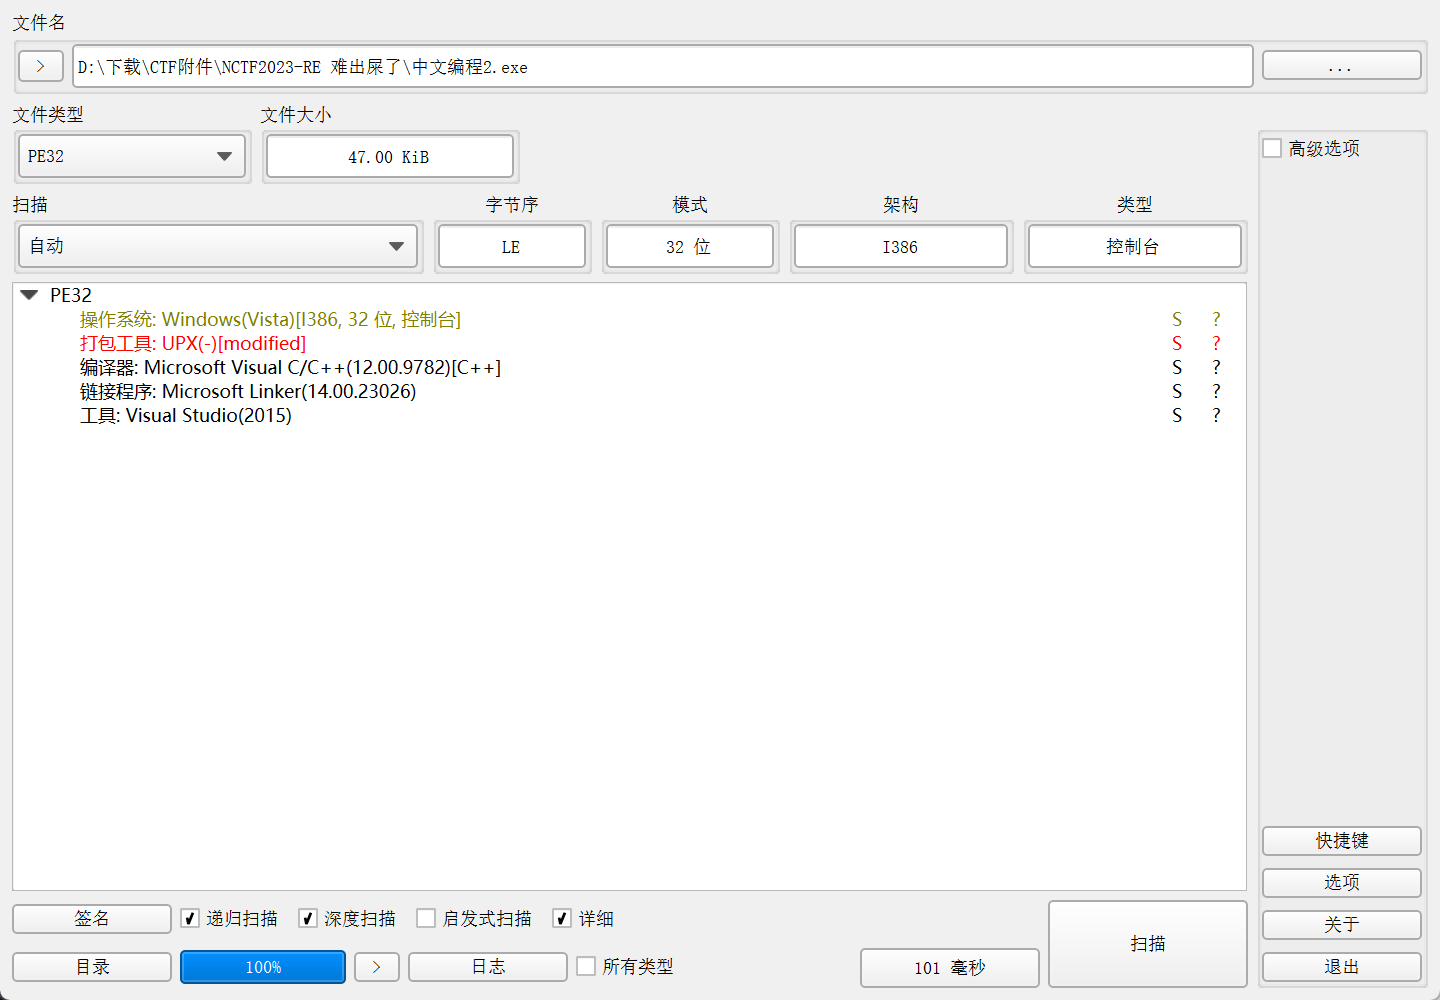 文件名
> D:\下载\CTF附件\NCTF2023-RE 难出屎了\中文编程2.exe ...
文件类型 文件大小
PE32 47.00 KiB
高级选项
扫描 字节序 模式 架构 类型
自动 LE 32 位 I386 控制台
PE32
操作系统: Windows(Vista)[I386, 32 位, 控制台] S ?
打包工具: UPX(-)[modified] S ?
编译器: Microsoft Visual C/C++(12.00.9782)[C++] S ?
链接程序: Microsoft Linker(14.00.23026) S ?
工具: Visual Studio(2015) S ?
快捷键
选项
关于
退出
签名 递归扫描 深度扫描 启发式扫描 详细
扫描
目录 100% > 日志 所有类型 101 毫秒